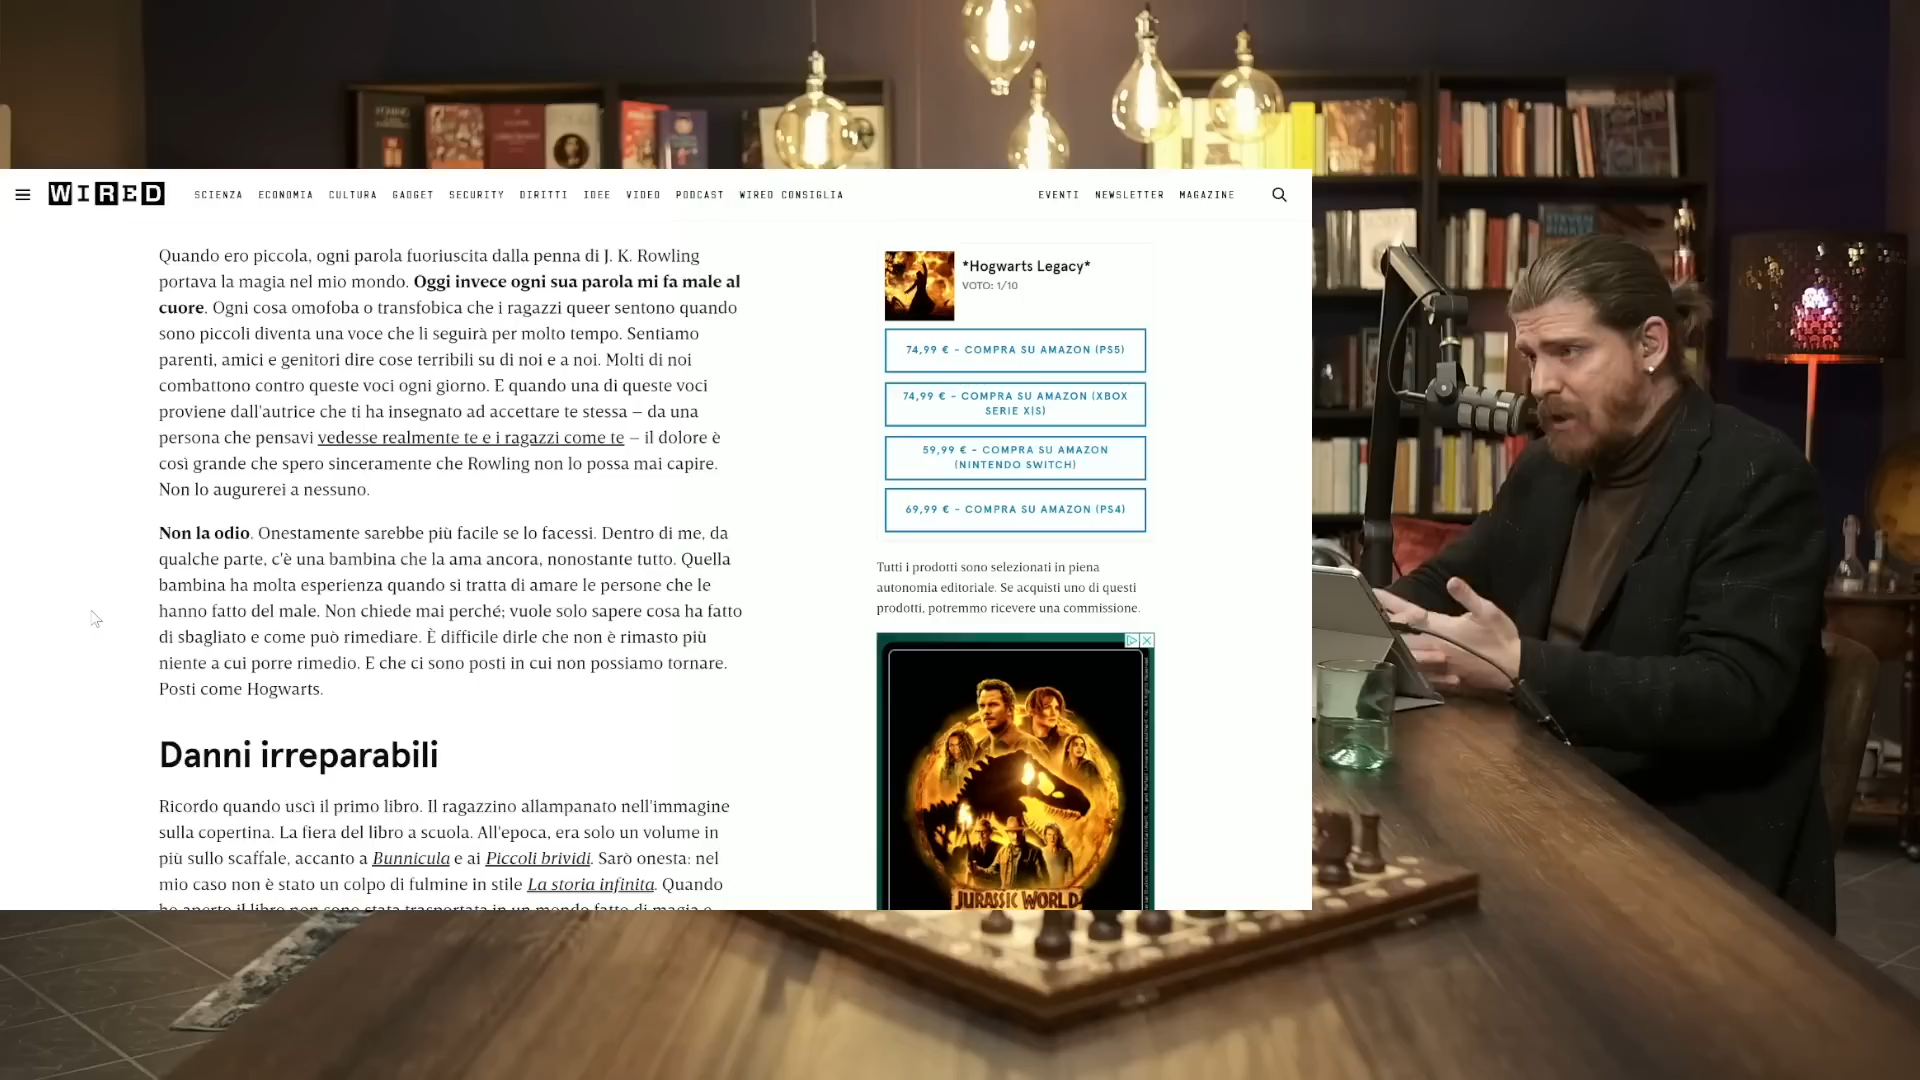 WIRED
SCIENZA ECONOMIA CULTURA GADGET SECURITY DIRITTI IDEE VIDEO PODCAST WIRED CONSIGLIA
EVENTI NEWSLETTER MAGAZINE
Quando ero piccola, ogni parola fuoriuscita dalla penna di J. K. Rowling
portava la magia nel mio mondo. Oggi invece ogni sua parola mi fa male al
cuore. Ogni cosa omofoba o transfobica che i ragazzi queer sentono quando
sono piccoli diventa una voce che li seguirà per molto tempo. Sentiamo
parenti, amici e genitori dire cose terribili su di noi e a noi. Molti di noi
combattono contro queste voci ogni giorno. E quando una di queste voci
proviene dall'autrice che ti ha insegnato ad accettare te stessa – da una
persona che pensavi vedesse realmente te e i ragazzi come te – il dolore è
così grande che spero sinceramente che Rowling non lo possa mai capire.
Non lo augurerei a nessuno.
Non la odio. Onestamente sarebbe più facile se lo facessi. Dentro di me, da
qualche parte, c'è una bambina che la ama ancora, nonostante tutto. Quella
bambina ha molta esperienza quando si tratta di amare le persone che le
hanno fatto del male. Non chiede mai perché; vuole solo sapere cosa ha fatto
di sbagliato e come può rimediare. È difficile dirle che non è rimasto più
niente a cui porre rimedio. E che ci sono posti in cui non possiamo tornare.
Posti come Hogwarts.
Danni irreparabili
Ricordo quando uscì il primo libro. Il ragazzino allampanato nell'immagine
sulla copertina. La fiera del libro a scuola. All'epoca, era solo un volume in
più sullo scaffale, accanto a Bunnicula e ai Piccoli brividi. Sarò onesta: nel
mio caso non è stato un colpo di fulmine in stile La storia infinita. Quando
ho aperto il libro non sono stata trasportata in un mondo fatto di magia e
*Hogwarts Legacy*
VOTO: 1/10
74,99 € - COMPRA SU AMAZON (PS5)
74,99 € - COMPRA SU AMAZON (XBOX
SERIE X|S)
59,99 € - COMPRA SU AMAZON
(NINTENDO SWITCH)
69,99 € - COMPRA SU AMAZON (PS4)
Tutti i prodotti sono selezionati in piena
autonomia editoriale. Se acquisti uno di questi
prodotti, potremmo ricevere una commissione.
JURASSIC WORLD
STEVEN
PINKER